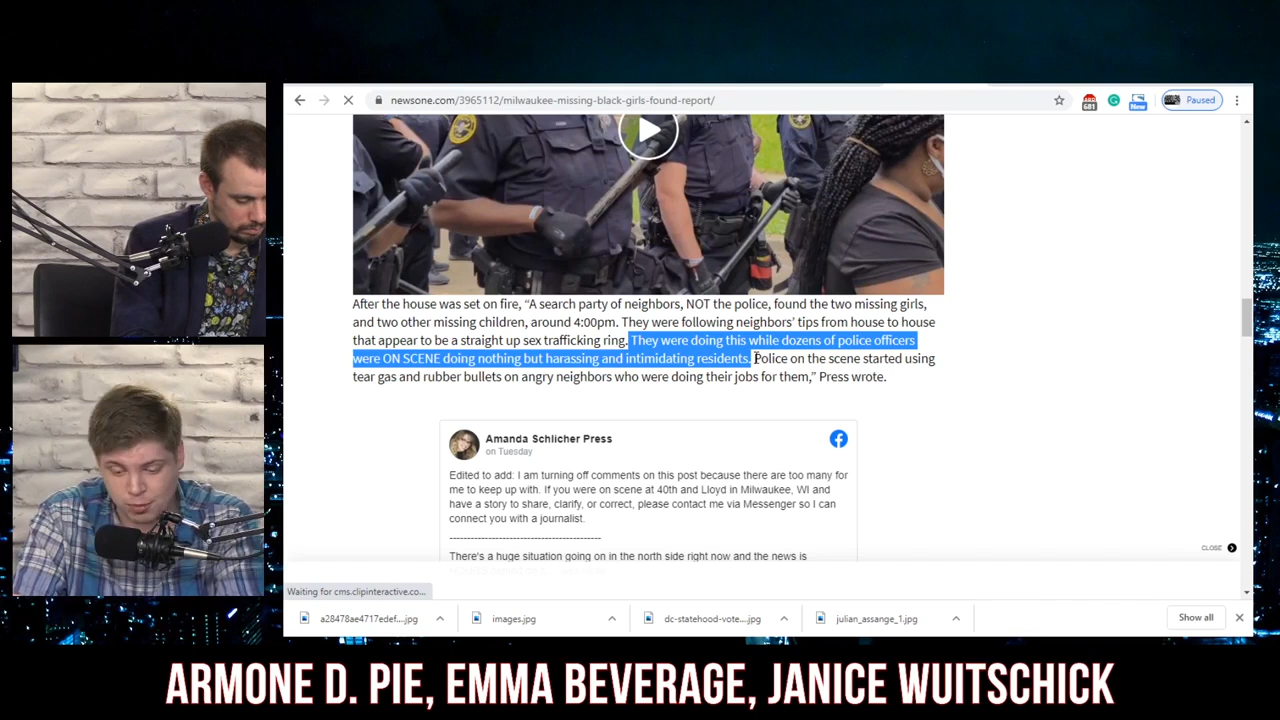 newsone.com/3965112/milwaukee-missing-black-girls-found-report/
681
New
Paused
After the house was set on fire, “A search party of neighbors, NOT the police, found the two missing girls,
and two other missing children, around 4:00pm. They were following neighbors’ tips from house to house
that appear to be a straight up sex trafficking ring. They were doing this while dozens of police officers
were ON SCENE doing nothing but harassing and intimidating residents. Police on the scene started using
tear gas and rubber bullets on angry neighbors who were doing their jobs for them,” Press wrote.
Amanda Schlicher Press
on Tuesday
Edited to add: I am turning off comments on this post because there are too many for
me to keep up with. If you were on scene at 40th and Lloyd in Milwaukee, WI and
have a story to share, clarify, or correct, please contact me via Messenger so I can
connect you with a journalist.
-------------------------------------------
There's a huge situation going on in the north side right now and the news is
CLOSE
Waiting for cms.clipinteractive.co...
a28478ae4717edef....jpg
images.jpg
dc-statehood-vote....jpg
julian_assange_1.jpg
Show all
ARMONE D. PIE, EMMA BEVERAGE, JANICE WUITSCHICK